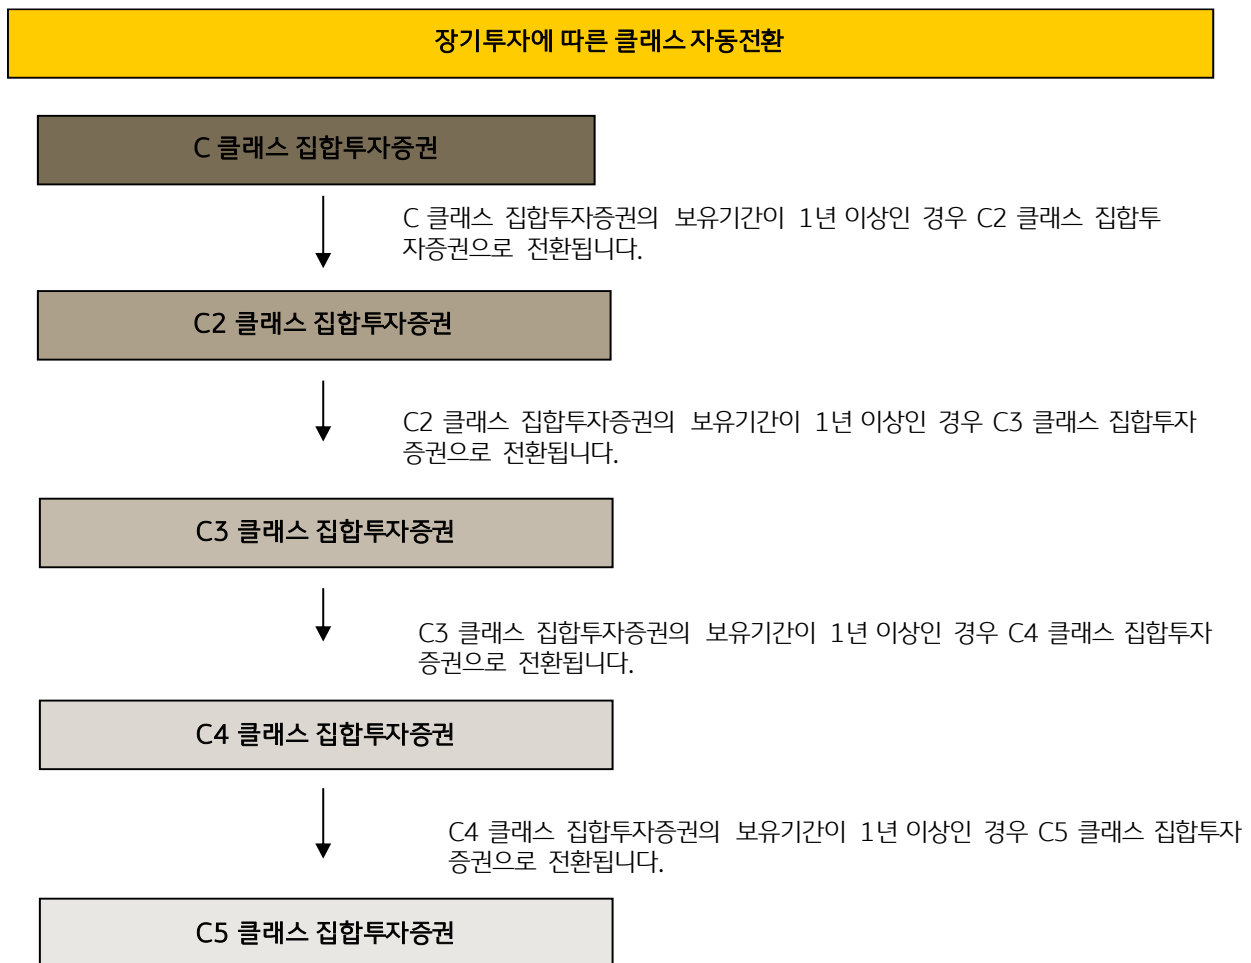 장기투자에 따른 클래스 자동전환
C 클래스 집합투자증권
C 클래스 집합투자증권의 보유기간이 1년 이상인 경우 C2 클래스 집합투
자증권으로 전환됩니다.
C2 클래스 집합투자증권
C2 클래스 집합투자증권의 보유기간이 1년 이상인 경우 C3 클래스 집합투자
증권으로 전환됩니다.
C3 클래스 집합투자증권
C3 클래스 집합투자증권의 보유기간이 1년 이상인 경우 C4 클래스 집합투자
증권으로 전환됩니다.
C4 클래스 집합투자증권
C4 클래스 집합투자증권의 보유기간이 1년 이상인 경우 C5 클래스 집합투자
증권으로 전환됩니다.
C5 클래스 집합투자증권